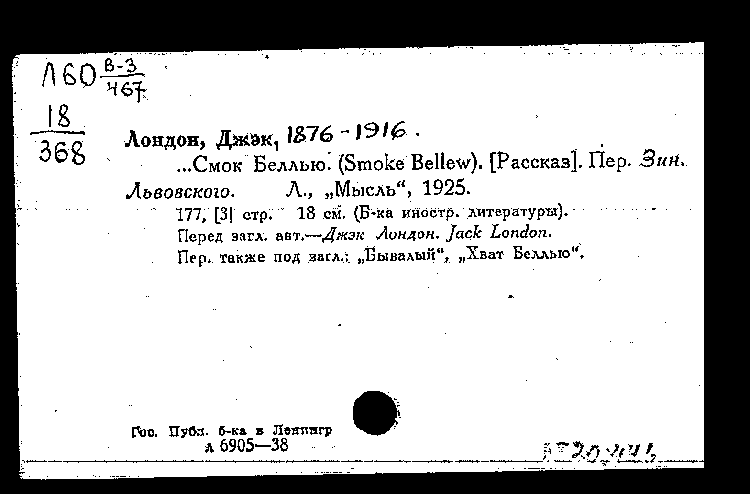 Л60 В-3/467
18/368
Лондон, Джэк, 1876-1916.
...Смок Беллью. (Smoke Bellew). [Рассказ]. Пер. Зин.
Львовского. Л., „Мысль“, 1925.
177, [3] стр. 18 см. (Б-ка иностр. литературы).
Перед загл. авт.—Джэк Лондон. Jack London.
Пер. также под загл.: „Бывалый“, „Хват Беллью“.
Гос. Публ. б-ка в Ленингр
л 6905—38